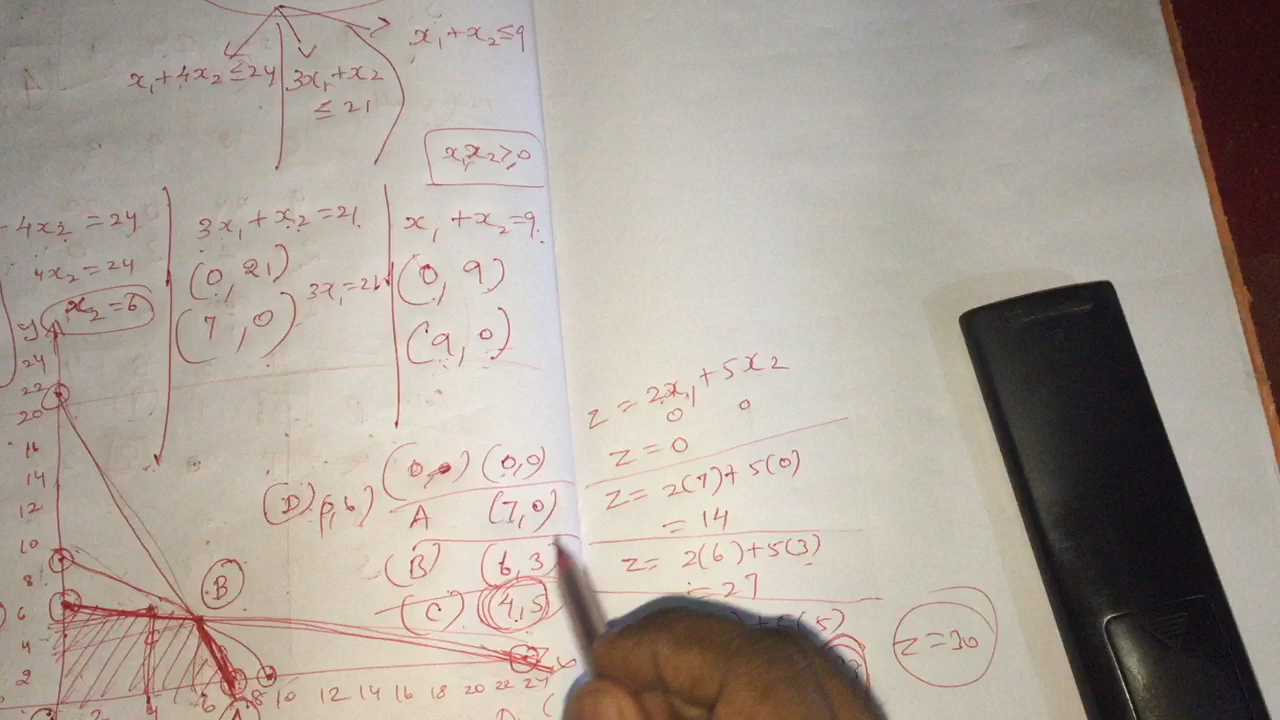 x₁ + x₂ ≤ 9
x₁ + 4x₂ ≤ 24
3x₁ + x₂
≤ 21
x₁, x₂ ≥ 0
4x₂ = 24
4x₂ = 24
x₂ = 6
3x₁ + x₂ = 21
(0, 21)
3x₁ = 21
(7, 0)
x₁ + x₂ = 9
(0, 9)
(9, 0)
y
24
22
20
14
12
10
8
6
4
2
B
2
4
6
8
10
12
14
16
18
20
22
24
A
(0,0) (0,0)
(D)
A (7,0)
(B) (6,3)
(C) (4,5)
Z = 2x₁ + 5x₂
0 0
Z = 0
Z = 2(7) + 5(0)
= 14
Z = 2(6) + 5(3)
= 27
Z = 30